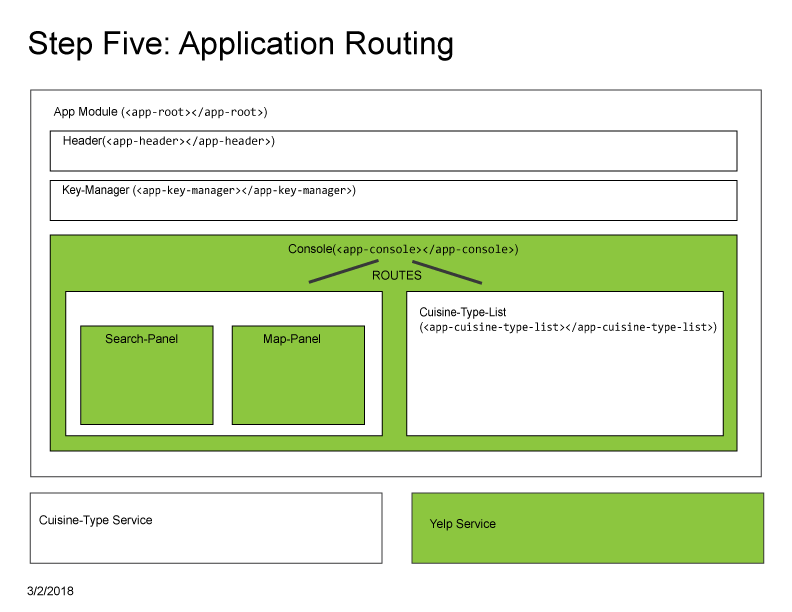 Step Five: Application Routing
App Module (<app-root></app-root>)
Header(<app-header></app-header>)
Key-Manager (<app-key-manager></app-key-manager>)
Console(<app-console></app-console>)
ROUTES
Search-Panel
Map-Panel
Cuisine-Type-List
(<app-cuisine-type-list></app-cuisine-type-list>)
Cuisine-Type Service
Yelp Service
3/2/2018